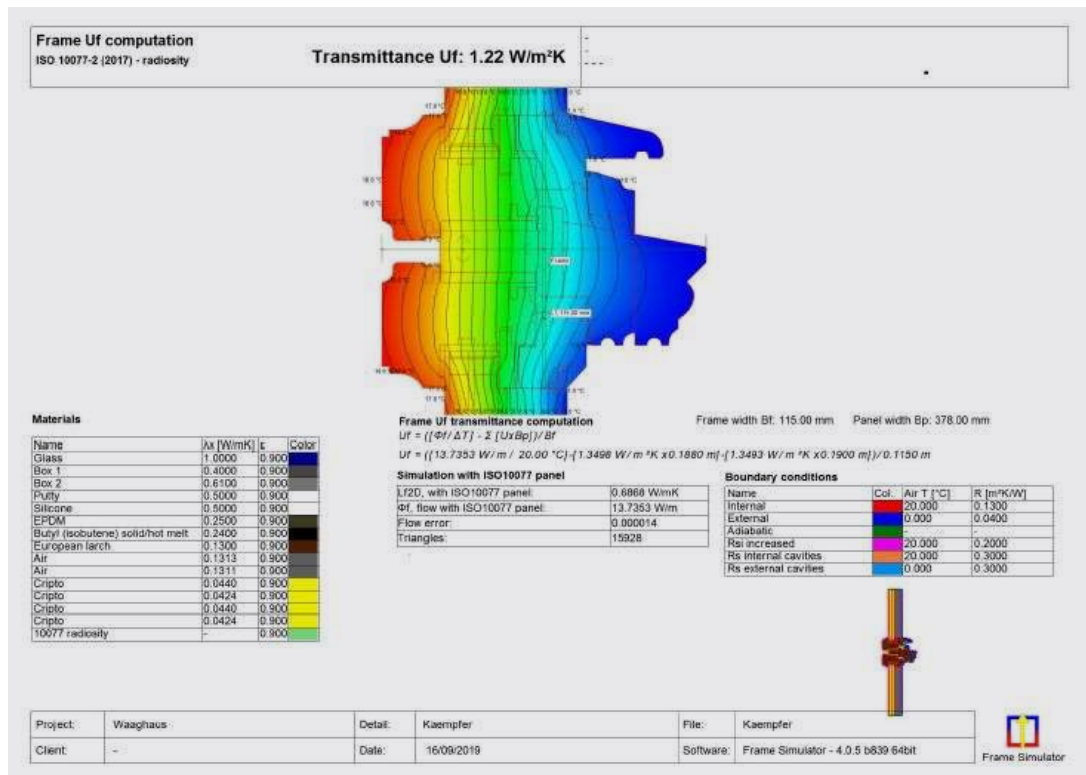 Frame Uf computation
ISO 10077-2 (2017) - radiosity
Transmittance Uf: 1.22 W/m²K
-
-
- - -
17.0 °C
18.0 °C
18.0 °C
Materials
Name λx [W/mK] ε Color
Glass 1.0000 0.900
Box 1 0.4000 0.900
Box 2 0.6100 0.900
Putty 0.5000 0.900
Silicone 0.5000 0.900
EPDM 0.2500 0.900
Butyl (isobutene) solid/hot melt 0.2400 0.900
European larch 0.1300 0.900
Air 0.1313 0.900
Air 0.1311 0.900
Cripto 0.0440 0.900
Cripto 0.0424 0.900
Cripto 0.0440 0.900
Cripto 0.0424 0.900
10077 radiosity - 0.900
Frame Uf transmittance computation
Frame width Bf: 115.00 mm Panel width Bp: 378.00 mm
Uf = ([Φf/ΔT] - Σ [UxBp])/Bf
Uf = ([13.7353 W/m / 20.00 °C]-[1.3498 W/m ²K x0.1880 m]-[1.3493 W/m ²K x0.1900 m])/0.1150 m
Simulation with ISO10077 panel
Lf2D, with ISO10077 panel: 0.6868 W/mK
Φf, flow with ISO10077 panel: 13.7353 W/m
Flow error: 0.000014
Triangles: 15928
Boundary conditions
Name Col. Air T [°C] R [m²K/W]
Internal 20.000 0.1300
External 0.000 0.0400
Adiabatic - -
Rsi increased 20.000 0.2000
Rs internal cavities 20.000 0.3000
Rs external cavities 0.000 0.3000
Project: Waaghaus Detail: Kaempfer File: Kaempfer
Client: - Date: 16/09/2019 Software: Frame Simulator - 4.0.5 b839 64bit
Frame Simulator